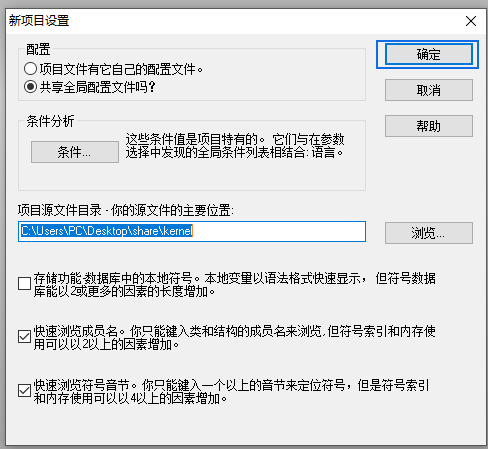 新项目设置
配置
项目文件有它自己的配置文件。
共享全局配置文件吗?
确定
取消
帮助
条件分析
条件...
这些条件值是项目特有的。 它们与在参数
选择中发现的全局条件列表相结合: 语言。
项目源文件目录 - 你的源文件的主要位置:
C:\Users\PC\Desktop\share\kernel
浏览...
存储功能-数据库中的本地符号。本地变量以语法格式快速显示， 但符号数据
库能以2或更多的因素的长度增加。
快速浏览成员名。你只能键入类和结构的成员名来浏览, 但符号索引和内存使
用可以以2以上的因素增加。
快速浏览符号音节。你只能键入一个以上的音节来定位符号，但是符号索引
和内存使用可以以4以上的因素增加。